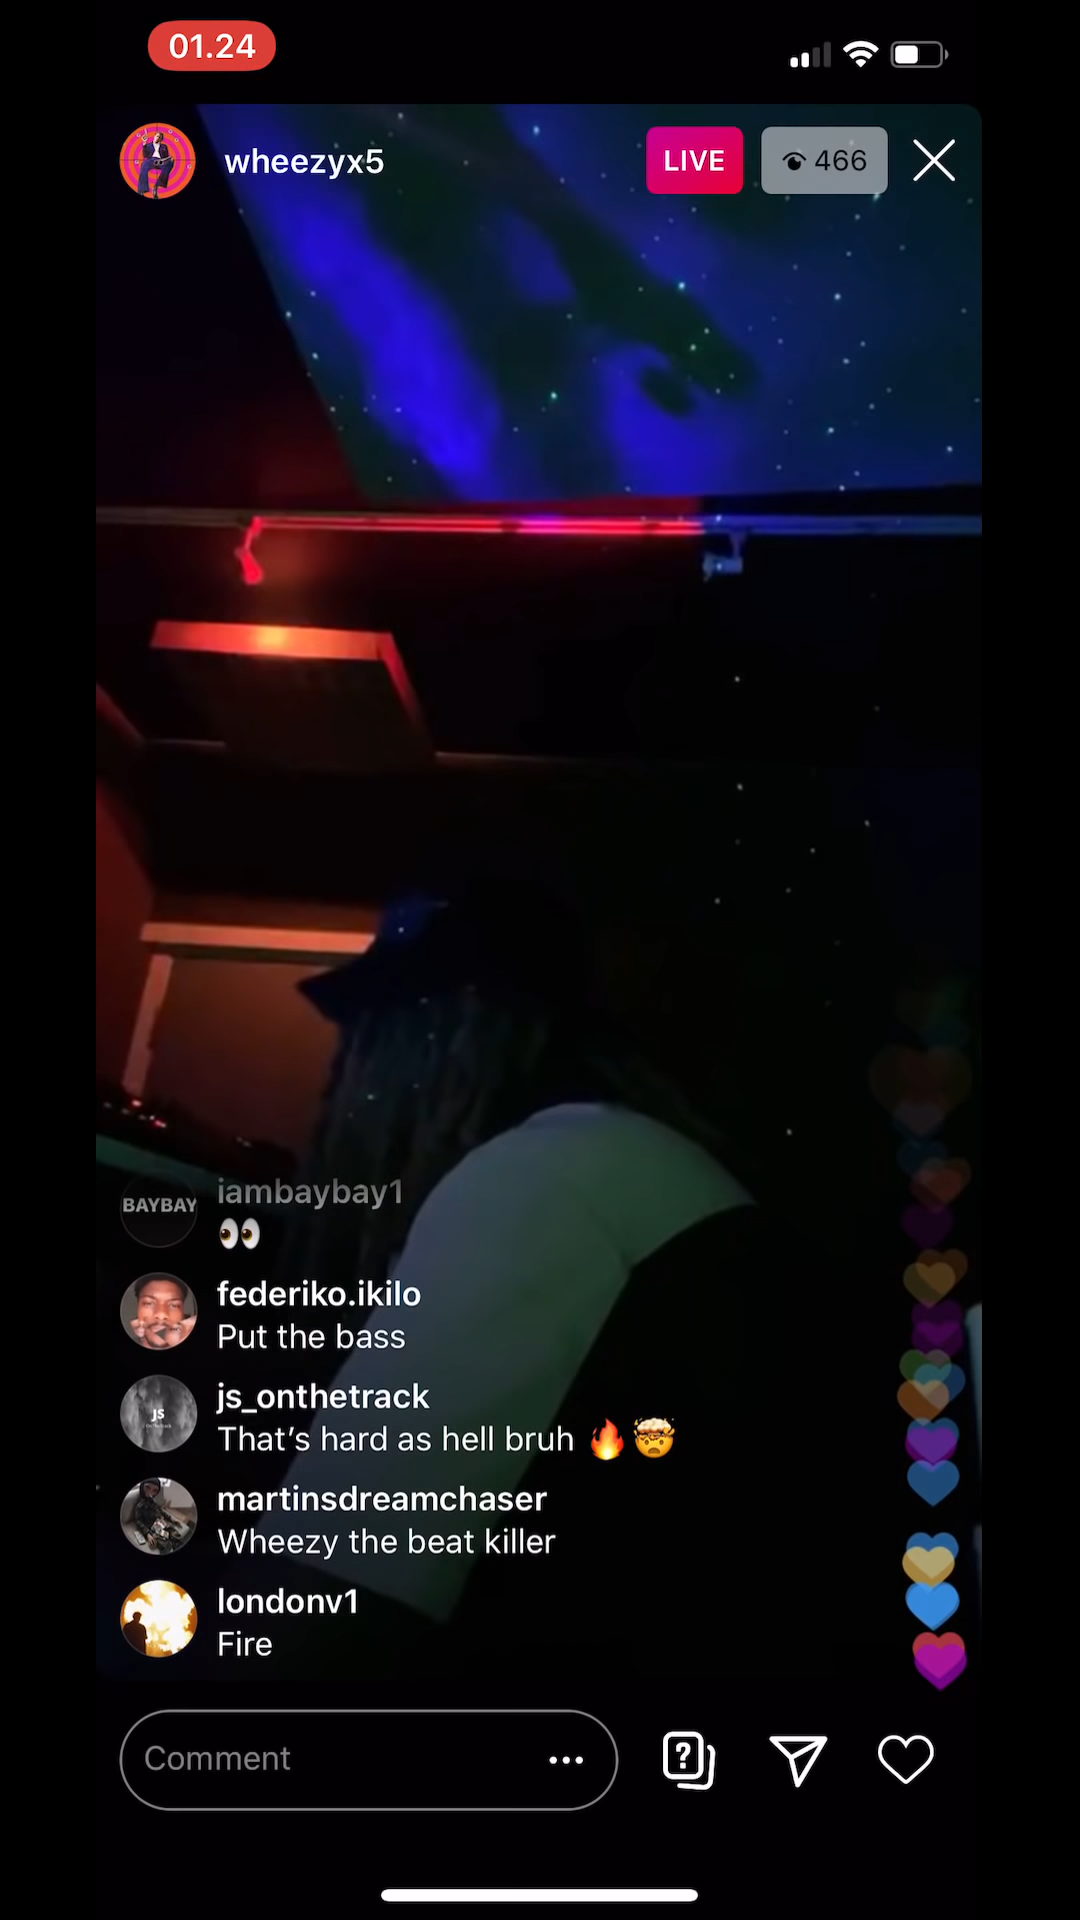 01.24
wheezyx5
LIVE
466
BAYBAY
iambaybay1
👀
federiko.ikilo
Put the bass
JS
js_onthetrack
That’s hard as hell bruh 🔥🤯
martinsdreamchaser
Wheezy the beat killer
londonv1
Fire
Comment